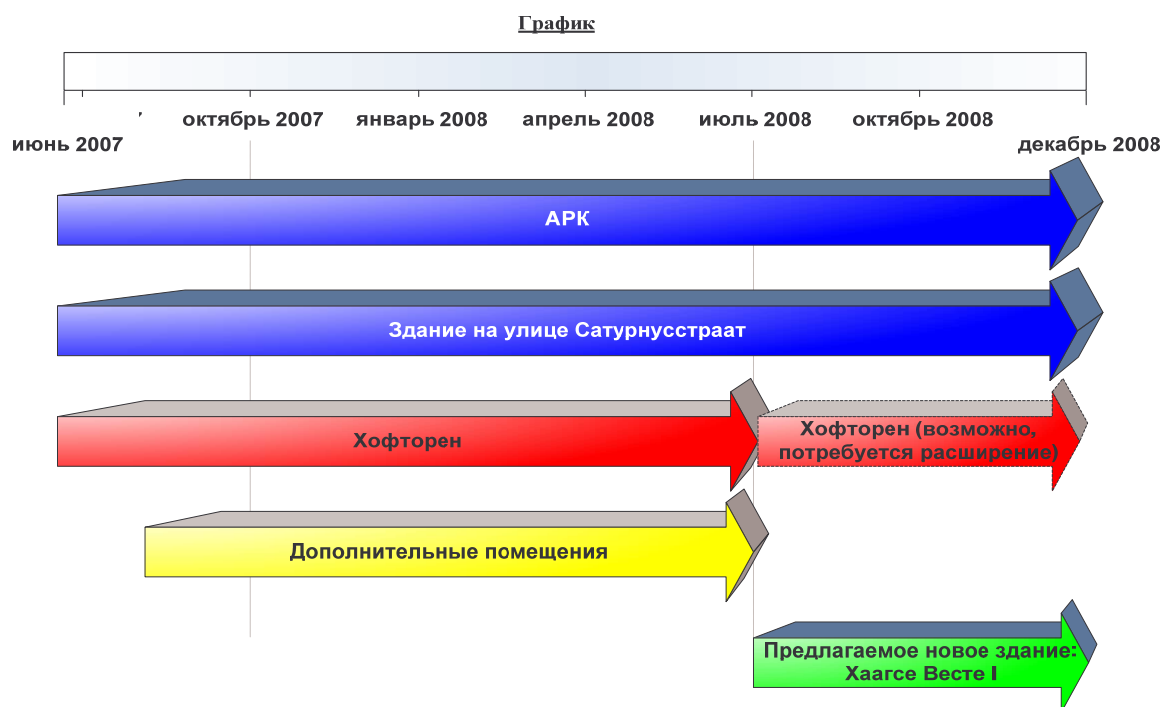 График
октябрь 2007 январь 2008 апрель 2008 июль 2008 октябрь 2008
июнь 2007 декабрь 2008
АРК
Здание на улице Сатурнусстраат
Хофторен
Хофторен (возможно,
потребуется расширение)
Дополнительные помещения
Предлагаемое новое здание:
Хаагсе Весте I